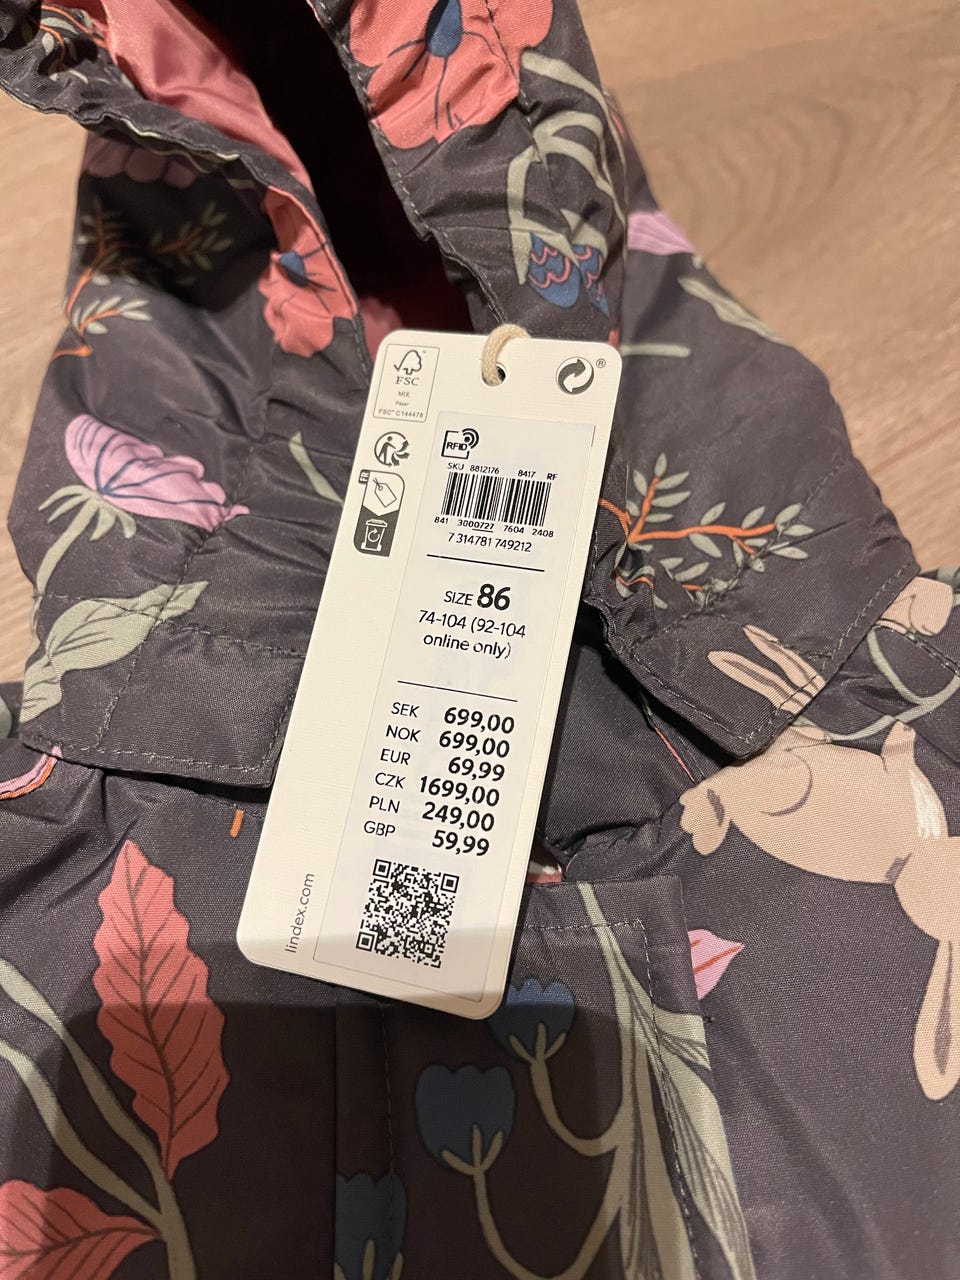 FSC
MIX
Paper
FSC™ C144478
®
FR
RFID
SKU 8812176 8417 RF
841 3000727 7604 2408
7 314781 749212
SIZE 86
74-104 (92-104
online only)
SEK 699,00
NOK 699,00
EUR 69,99
CZK 1699,00
PLN 249,00
GBP 59,99
lindex.com